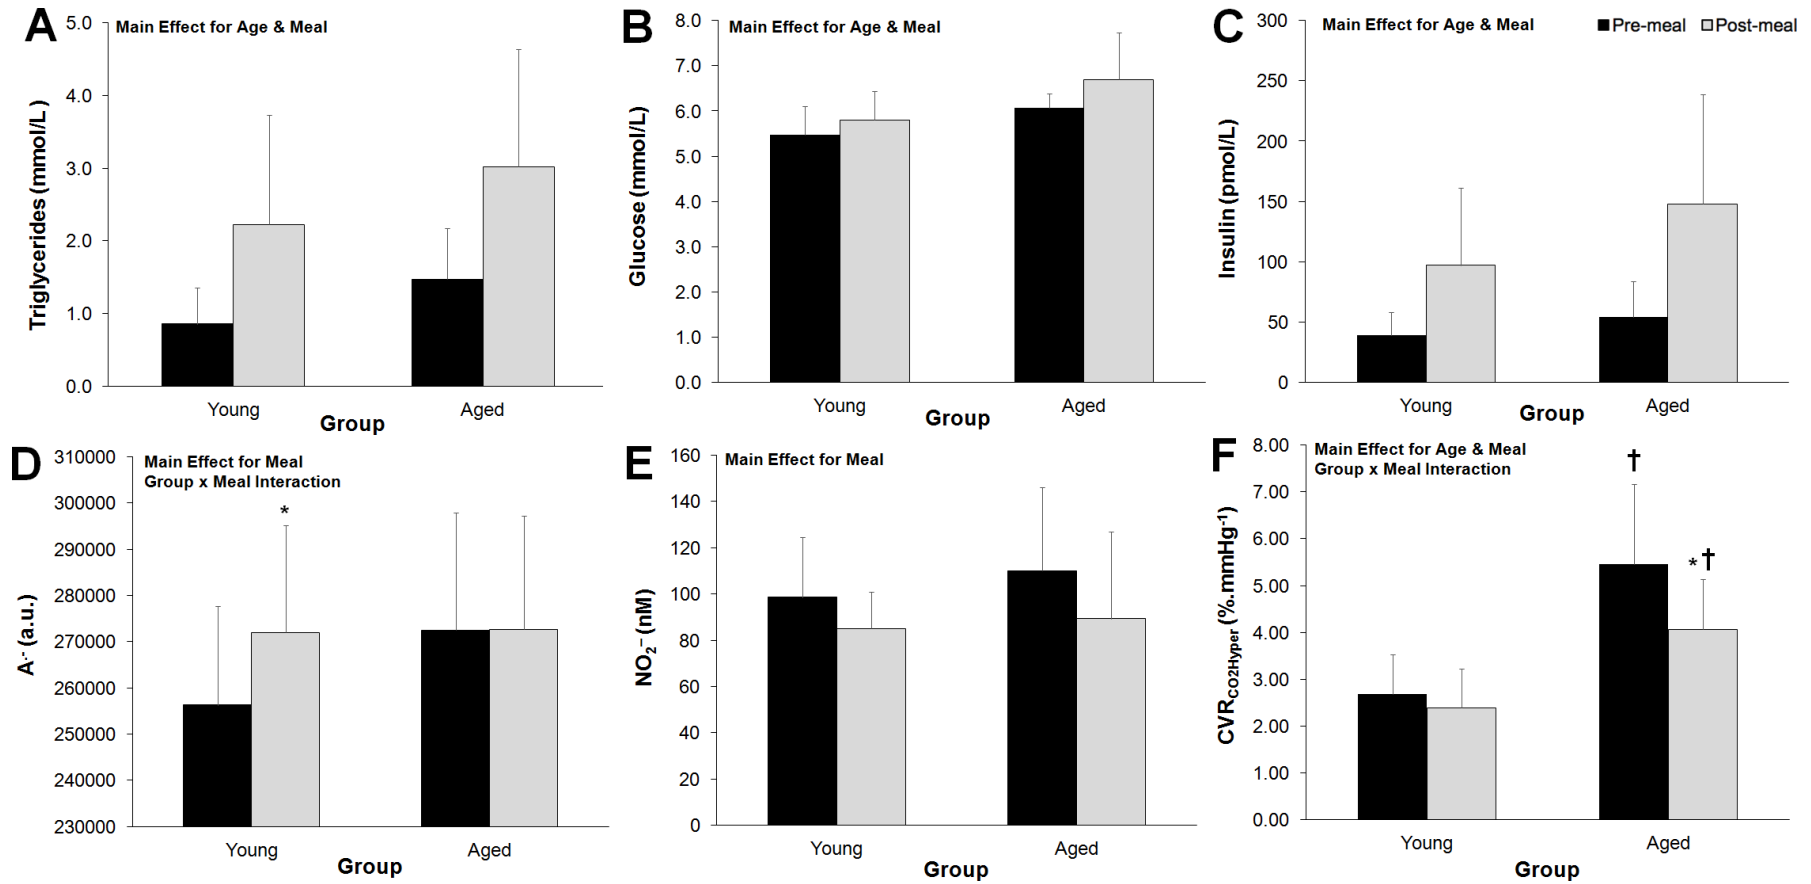 A
Main Effect for Age & Meal
5.0
4.0
3.0
2.0
1.0
0.0
Triglycerides (mmol/L)
Young
Aged
Group
B
Main Effect for Age & Meal
8.0
7.0
6.0
5.0
4.0
3.0
2.0
1.0
0.0
Glucose (mmol/L)
Young
Aged
Group
C
Main Effect for Age & Meal
Pre-meal
Post-meal
300
250
200
150
100
50
0
Insulin (pmol/L)
Young
Aged
Group
D
Main Effect for Meal
Group x Meal Interaction
310000
300000
290000
280000
270000
260000
250000
240000
230000
A·- (a.u.)
*
Young
Aged
Group
E
Main Effect for Meal
160
140
120
100
80
60
40
20
0
NO₂⁻ (nM)
Young
Aged
Group
F
Main Effect for Age & Meal
Group x Meal Interaction
8.00
7.00
6.00
5.00
4.00
3.00
2.00
1.00
0.00
CVRCO2Hyper (%.mmHg⁻¹)
†
*†
Young
Aged
Group